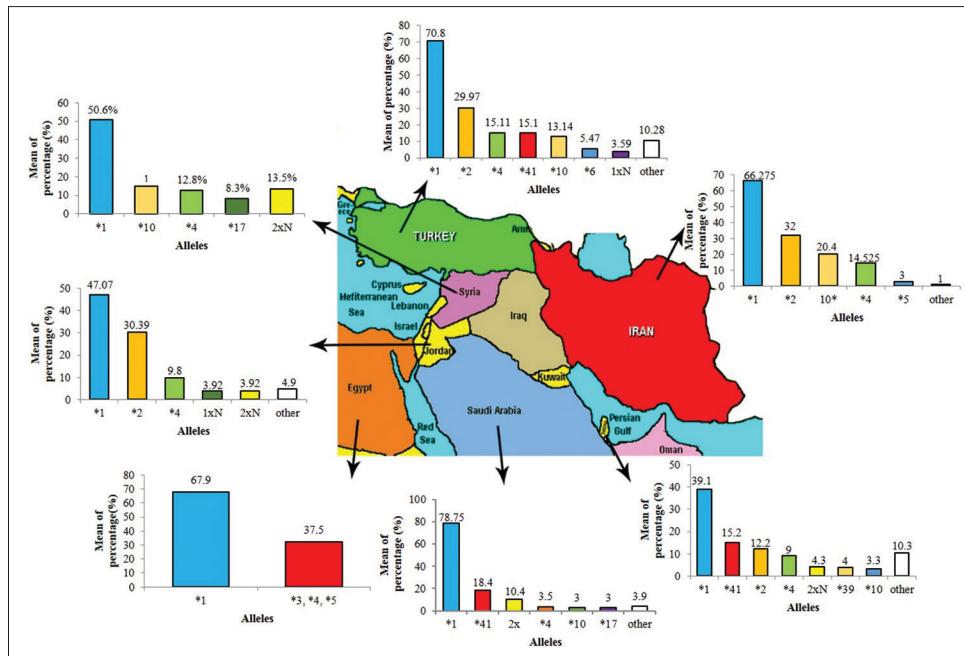 Mean of percentage (%)
80
70
60
50
40
30
20
10
0
70.8
29.97
15.11
15.1
13.14
5.47
3.59
10.28
*1 *2 *4 *41 *10 *6 1xN other
Alleles
Mean of percentage (%)
60
50
40
30
20
10
0
50.6%
1
12.8%
8.3%
13.5%
*1 *10 *4 *17 2xN
Alleles
Mean of percentage (%)
70
60
50
40
30
20
10
0
66.275
32
20.4
14.525
3
1
*1 *2 10* *4 *5 other
Alleles
Mean of percentage (%)
50
40
30
20
10
0
47.07
30.39
9.8
3.92
3.92
4.9
*1 *2 *4 1xN 2xN other
Alleles
Gre-
ece
TURKEY
Arm
Cyprus
Mediterranean
Sea
Lebanon
Syria
Israel
Iraq
IRAN
Jordan
Egypt
Kuwait
Saudi Arabia
Red
Sea
Persian
Gulf
Oman
Mean of percentage(%)
80
70
60
50
40
30
20
10
0
67.9
37.5
*1 *3, *4, *5
Alleles
Mean of percentage (%)
100
80
60
40
20
0
78.75
18.4
10.4
3.5
3
3
3.9
*1 *41 2x *4 *10 *17 other
Alleles
Mean of percentage (%)
50
40
30
20
10
0
39.1
15.2
12.2
9
4.3
4
3.3
10.3
*1 *41 *2 *4 2xN *39 *10 other
Alleles